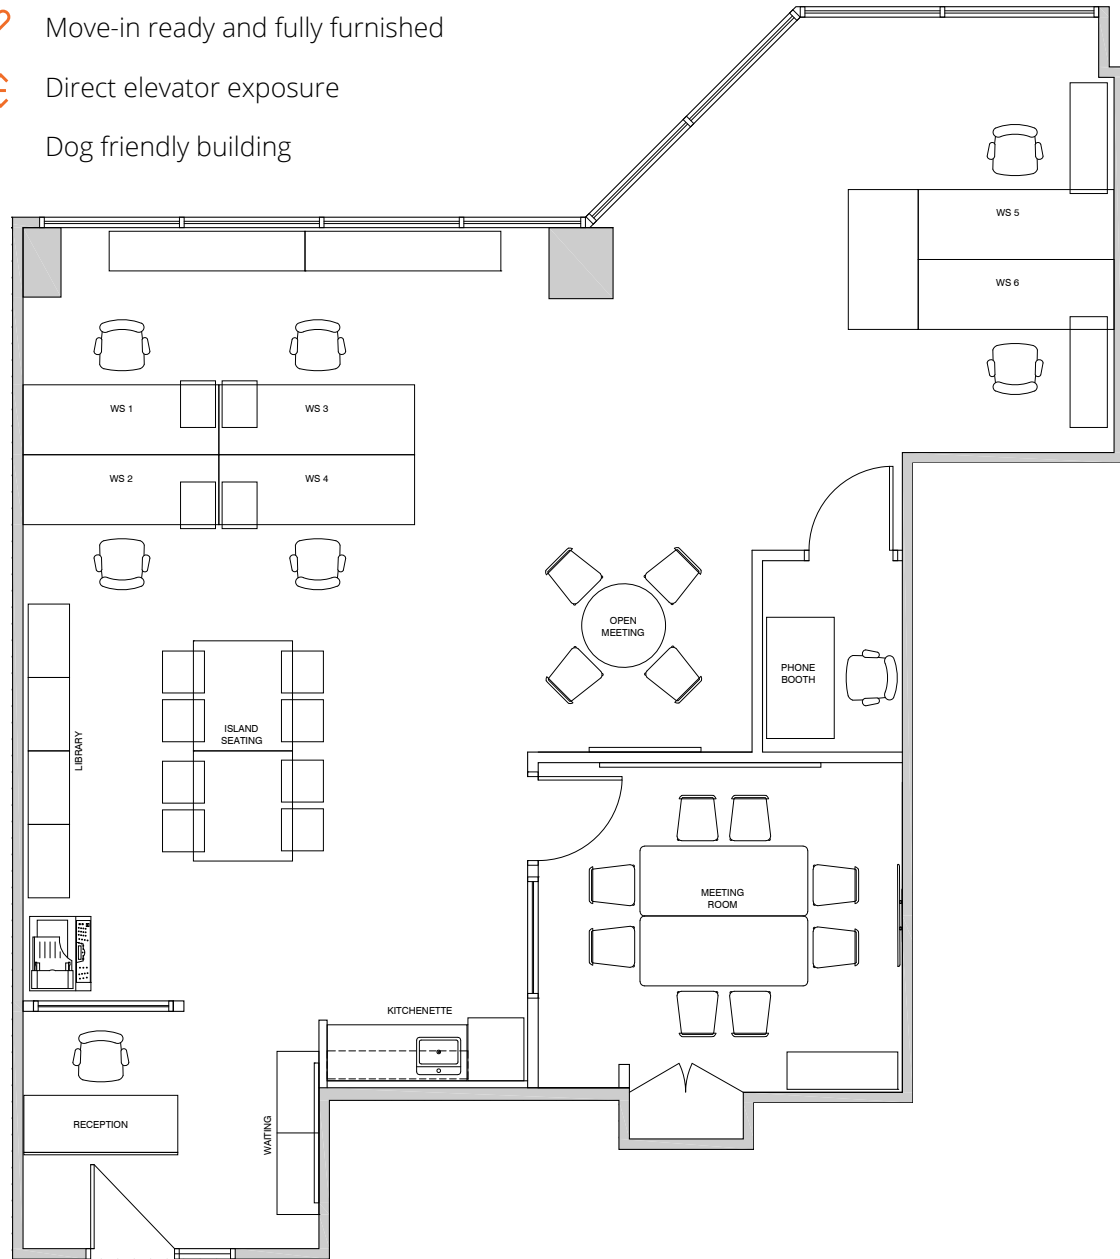 Move-in ready and fully furnished
Direct elevator exposure
Dog friendly building
WS 5
WS 6
WS 1
WS 3
WS 2
WS 4
OPEN
MEETING
PHONE
BOOTH
ISLAND
SEATING
LIBRARY
MEETING
ROOM
KITCHENETTE
RECEPTION
WAITING